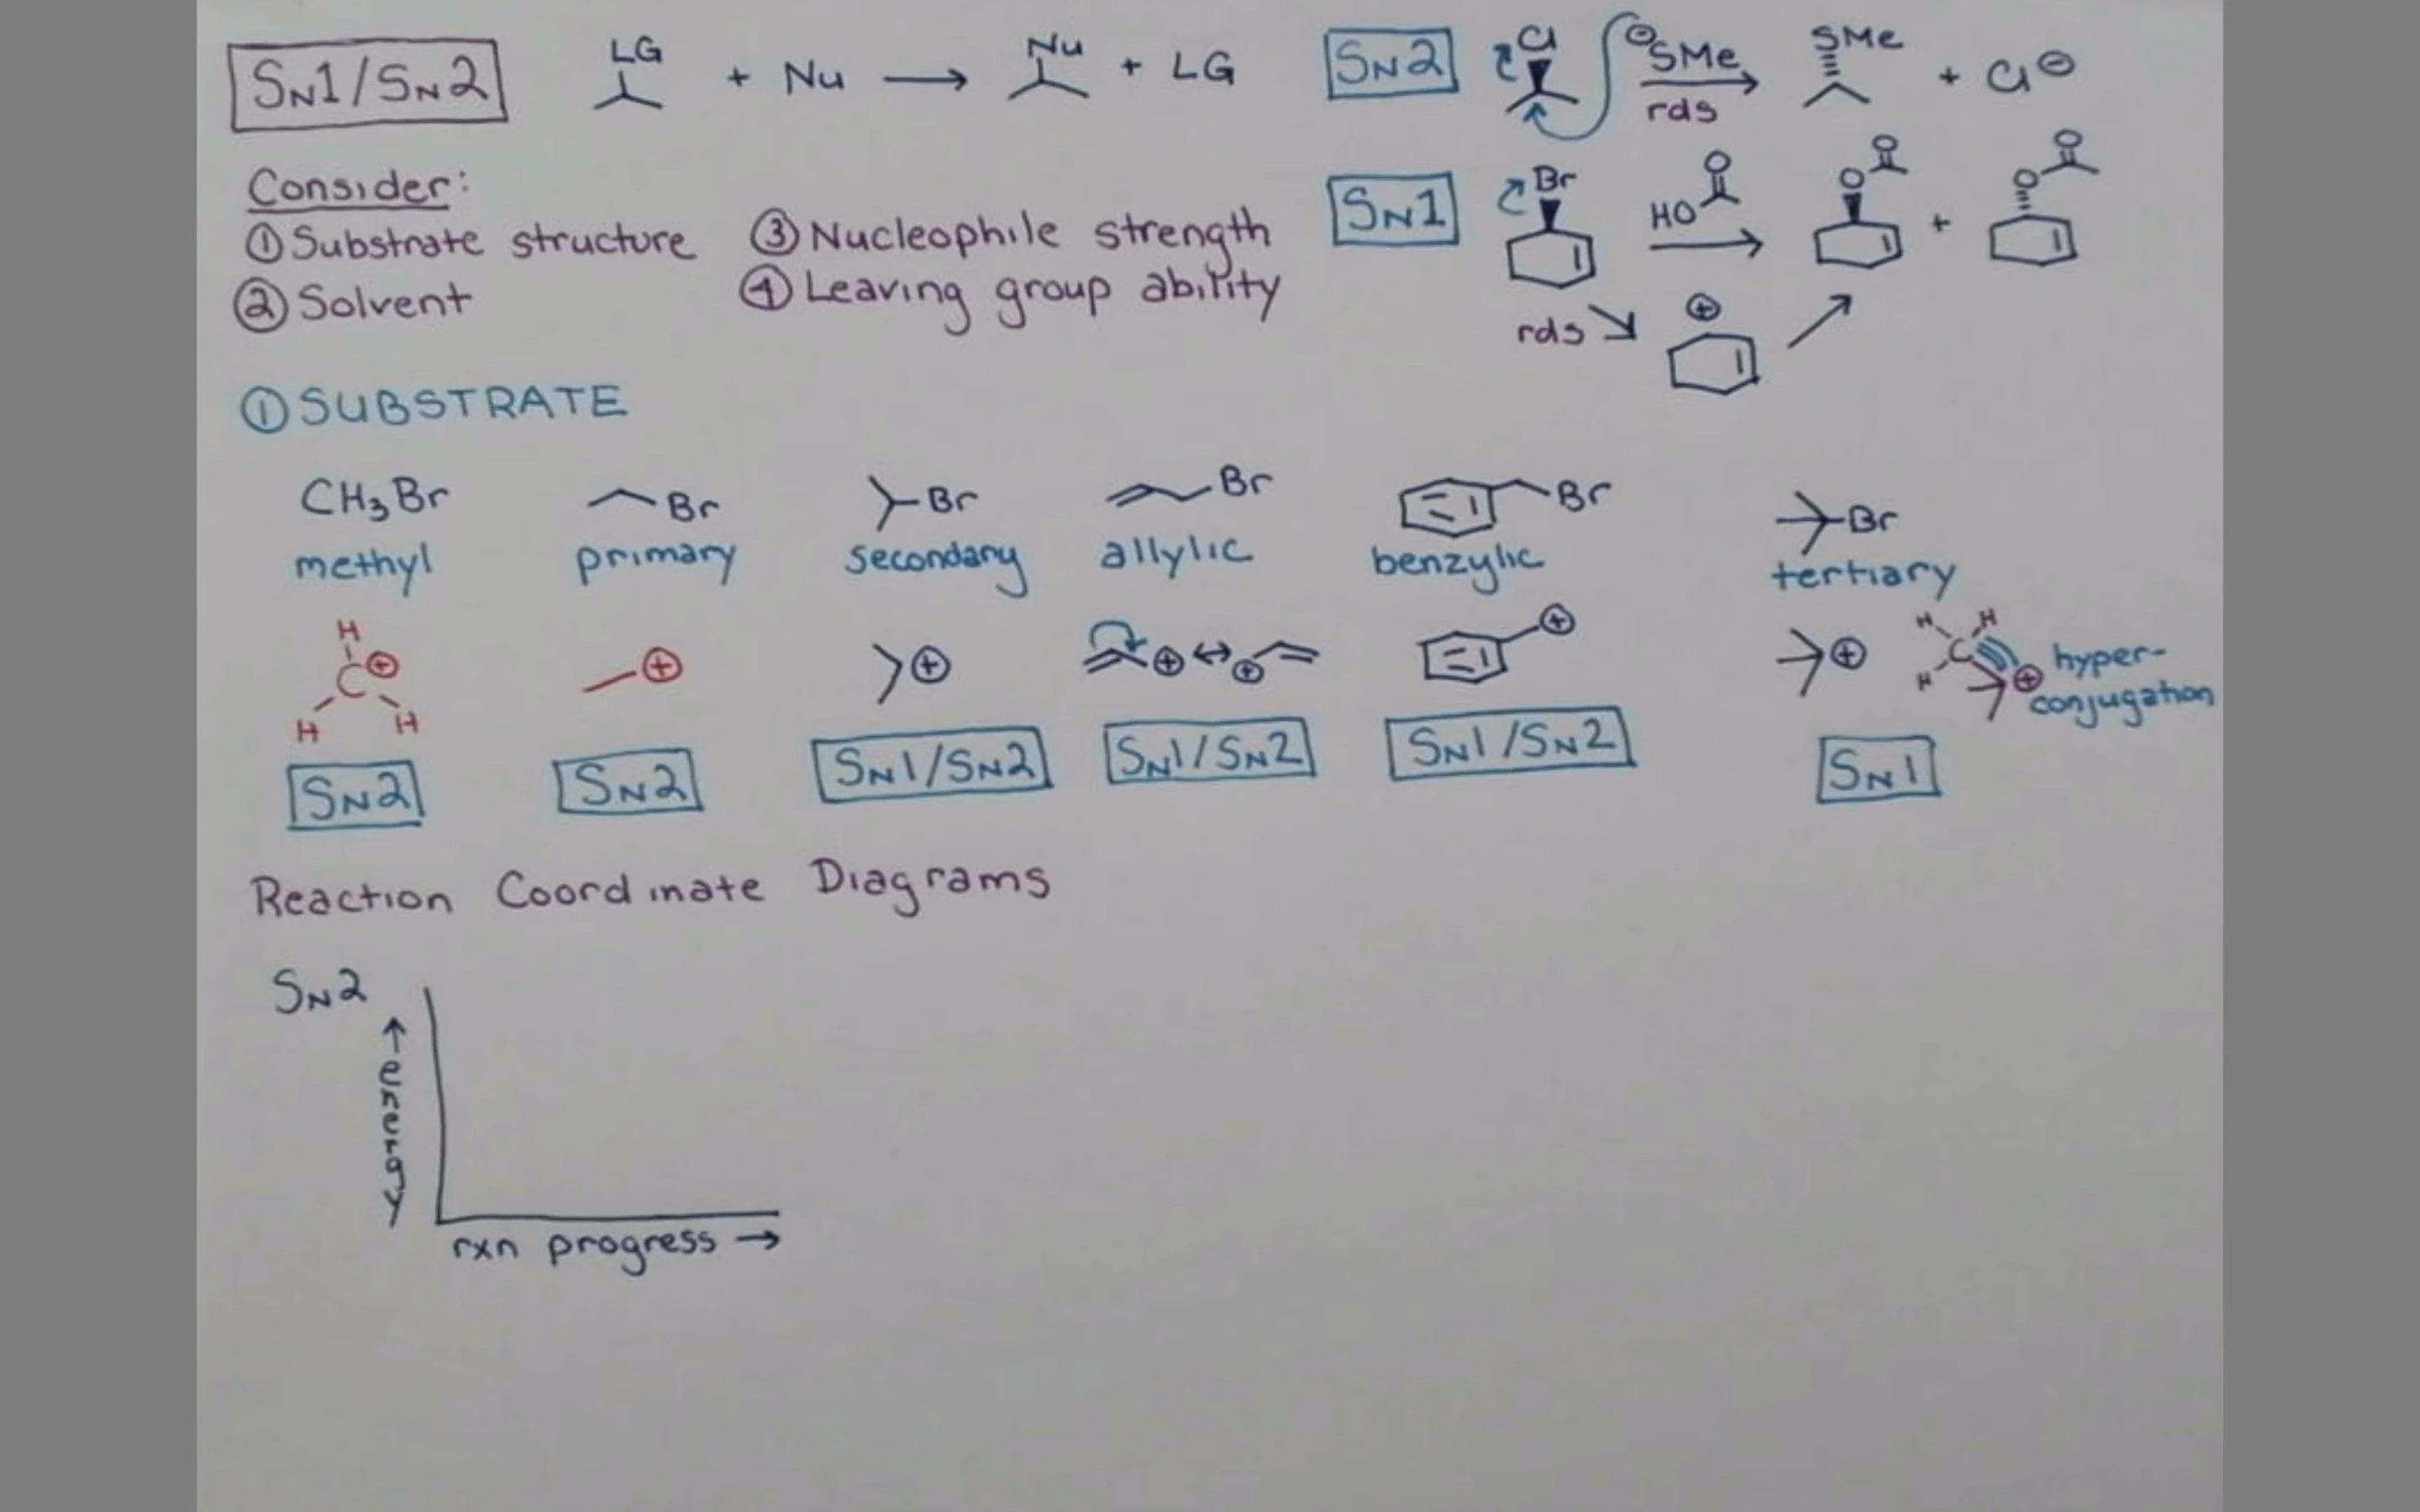 SN1/SN2
LG
+ Nu → Nu + LG
SN2
Cl
⊖SMe
rds
SMe
+ Cl⊖
Consider:
① Substrate structure
② Solvent
③ Nucleophile strength
④ Leaving group ability
SN1
Br
HO
O
O
O
+
O
O
rds
⊕
① SUBSTRATE
CH3Br
Br
Br
Br
Br
Br
methyl
primary
secondary
allylic
benzylic
tertiary
H
C⊕
H
H
⊕
⊕
⊕ ↔ ⊕
⊕
⊕
H
H
C
H
⊕
hyper-
conjugation
SN2
SN2
SN1/SN2
SN1/SN2
SN1/SN2
SN1
Reaction Coordinate Diagrams
SN2
energy
rxn progress →